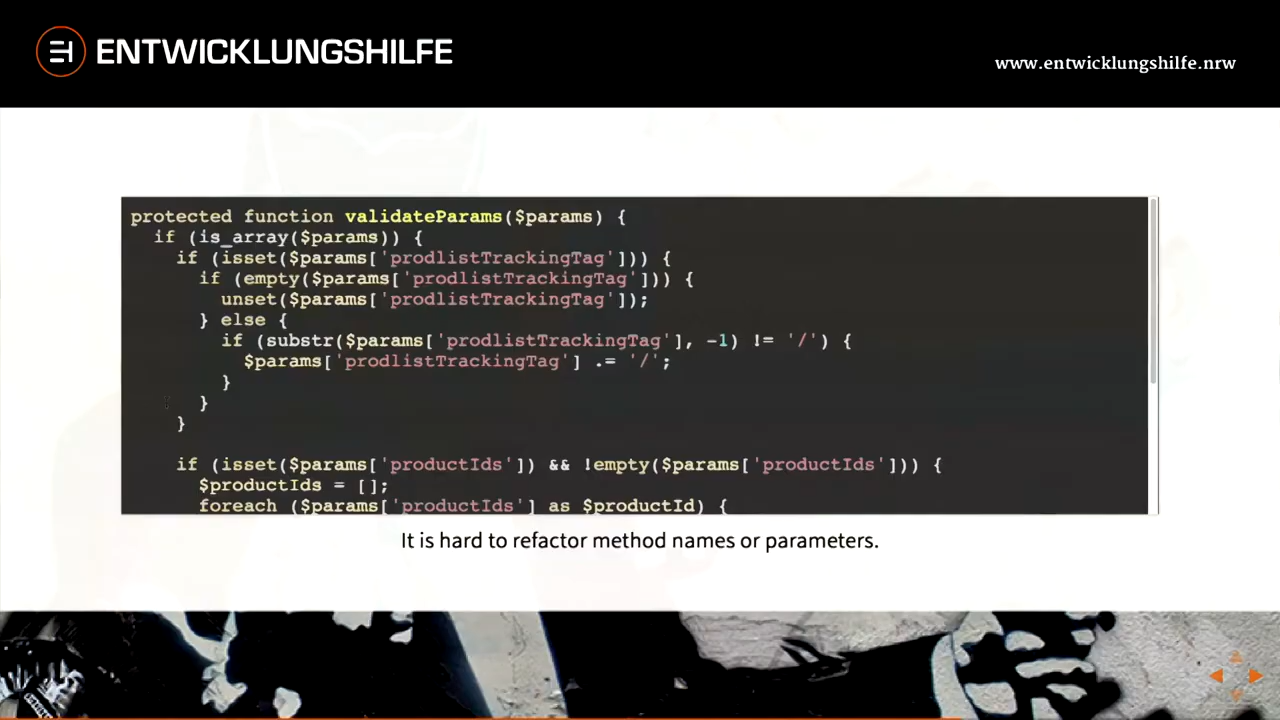 ENTWICKLUNGSHILFE
www.entwicklungshilfe.nrw
protected function validateParams($params) {
if (is_array($params)) {
if (isset($params['prodlistTrackingTag'])) {
if (empty($params['prodlistTrackingTag'])) {
unset($params['prodlistTrackingTag']);
} else {
if (substr($params['prodlistTrackingTag'], -1) != '/') {
$params['prodlistTrackingTag'] .= '/';
}
}
}
if (isset($params['productIds']) && !empty($params['productIds'])) {
$productIds = [];
foreach ($params['productIds'] as $productId) {
It is hard to refactor method names or parameters.